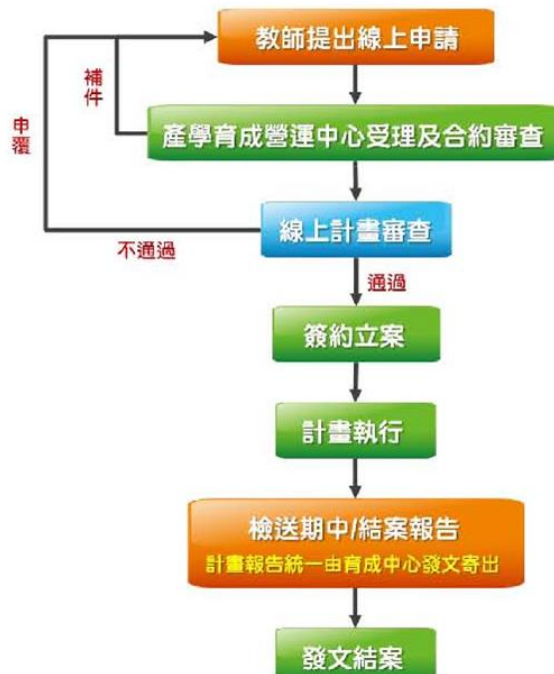 教師提出線上申請
補件
申覆
產學育成營運中心受理及合約審查
線上計畫審查
不通過
通過
簽約立案
計畫執行
檢送期中/結案報告
計畫報告統一由育成中心發文寄出
發文結案